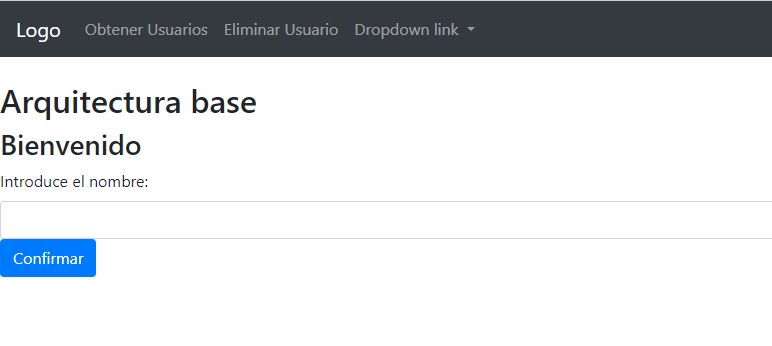 Logo Obtener Usuarios Eliminar Usuario Dropdown link
Arquitectura base
Bienvenido
Introduce el nombre:
Confirmar